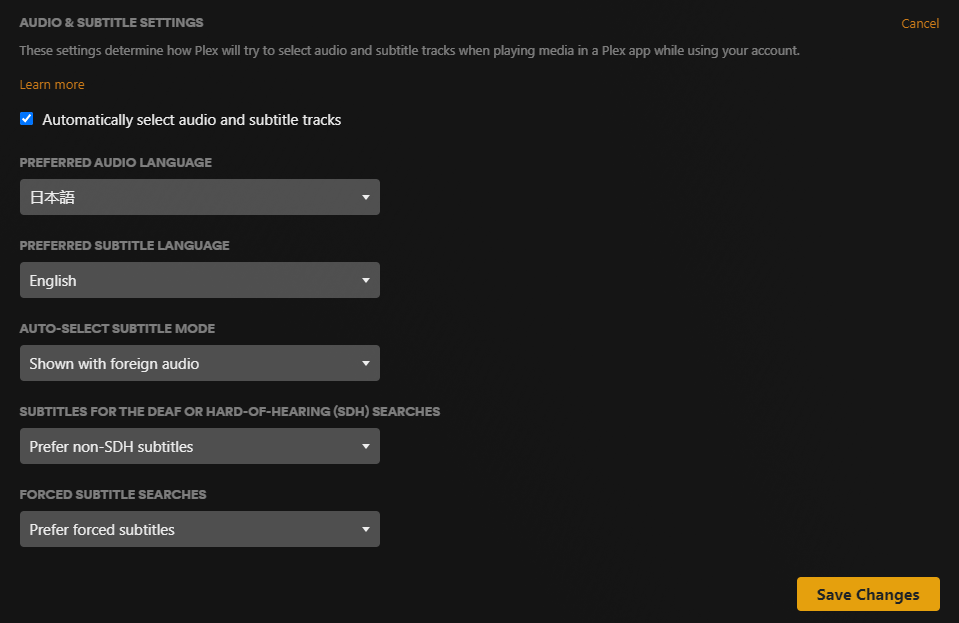 AUDIO & SUBTITLE SETTINGS
Cancel
These settings determine how Plex will try to select audio and subtitle tracks when playing media in a Plex app while using your account.
Learn more
Automatically select audio and subtitle tracks
PREFERRED AUDIO LANGUAGE
日本語
PREFERRED SUBTITLE LANGUAGE
English
AUTO-SELECT SUBTITLE MODE
Shown with foreign audio
SUBTITLES FOR THE DEAF OR HARD-OF-HEARING (SDH) SEARCHES
Prefer non-SDH subtitles
FORCED SUBTITLE SEARCHES
Prefer forced subtitles
Save Changes